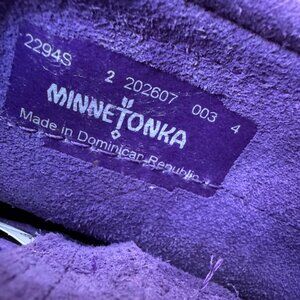 2294S 2 202607 003 4
MINNETONKA
Made in Dominican Republic